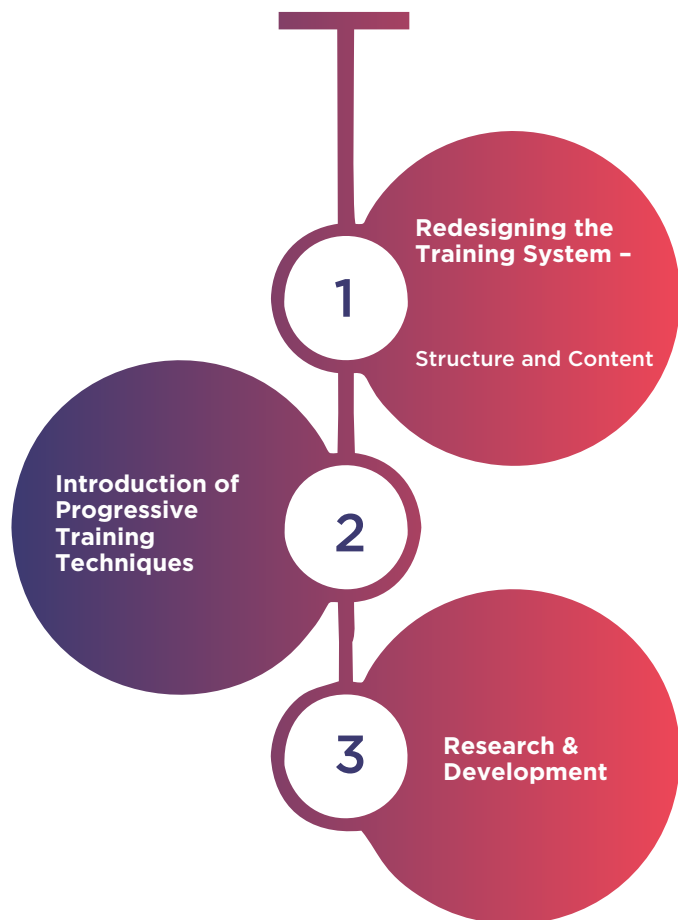 1
Redesigning the
Training System –
Structure and Content
2
Introduction of
Progressive
Training
Techniques
3
Research &
Development